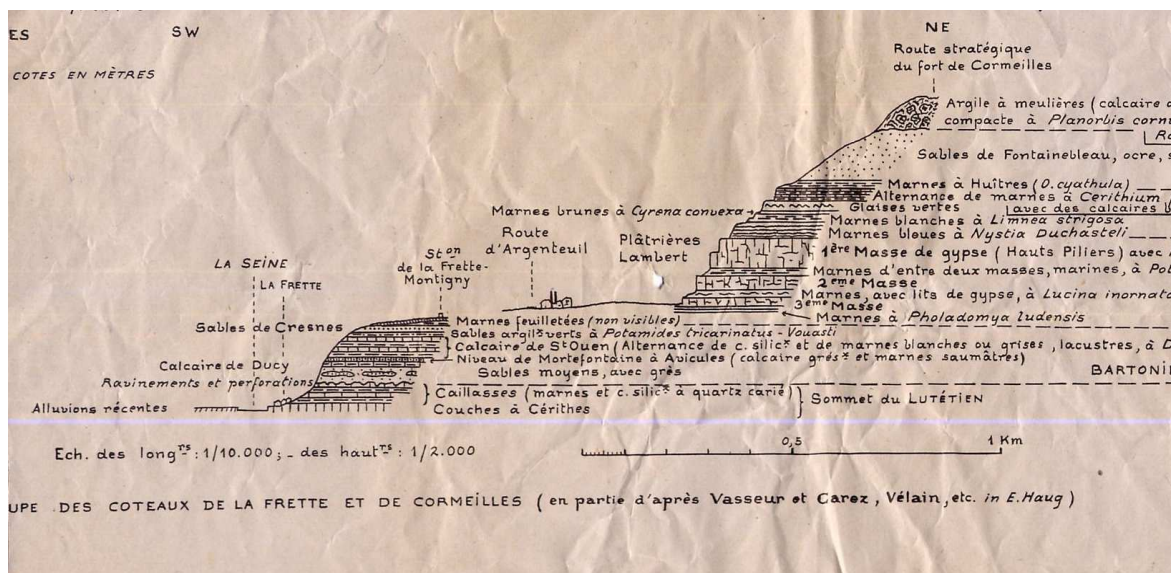 ES
SW
NE
COTES EN MÈTRES
Route stratégique
du fort de Cormeilles
Argile à meulières (calcaire
compacte à Planorbis
Sables de Fontainebleau, ocre,
Marnes à Huîtres (O. cyathula)
Alternance de marnes à Cerithium
Glaises vertes
avec des calcaires
Marnes brunes à Cyrena convexa
Marnes blanches à Limnea strigosa
Marnes bleues à Nystia Duchasteli
Route
d'Argenteuil
Plâtrières
Lambert
1ère Masse de gypse (Hauts Piliers) avec
Marnes d'entre deux masses, marines, à
2eme Masse
Marnes, avec lits de gypse, à Lucina
3eme Masse
Marnes à Pholadomya ludensis
Ston
de la Frette-
Montigny
LA SEINE
LA FRETTE
Sables de Cresnes
Marnes feuilletées (non visibles)
Sables argilx verts à Potamides tricarinatus - Vouasti
Calcaire de St Ouen (Alternance de c. silicx et de marnes blanches ou grises, lacustres, à
Calcaire de Ducy
Niveau de Mortefontaine à Avicules (calcaire grésx et marnes saumâtres)
Sables moyens, avec grès
BARTONI
Ravinements et perforations
Caillasses (marnes et c. silicx à quartz carié)
Sommet du LUTÉTIEN
Couches à Cérithes
Alluvions récentes
Ech. des longrs : 1/10.000 ; - des hautrs : 1/2.000
0,5
1 Km
UPE DES COTEAUX DE LA FRETTE ET DE CORMEILLES (en partie d'après Vasseur et Carez, Vélain, etc. in E. Haug)